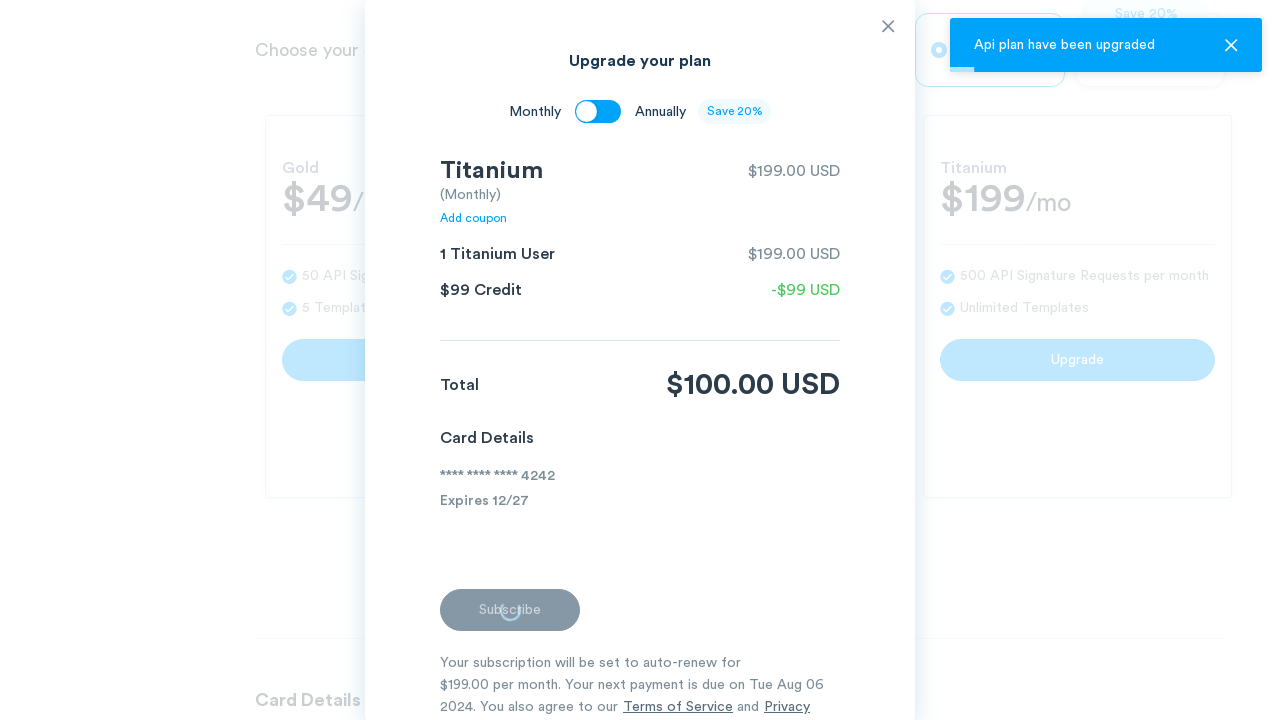 Save 20%
Api plan have been upgraded
Choose your
Upgrade your plan
Monthly
Annually
Save 20%
Gold
$49/
50 API Sig
5 Templat
Titanium
$199.00 USD
(Monthly)
Add coupon
1 Titanium User
$199.00 USD
$99 Credit
-$99 USD
Total
$100.00 USD
Card Details
**** **** **** 4242
Expires 12/27
Subscribe
Your subscription will be set to auto-renew for
$199.00 per month. Your next payment is due on Tue Aug 06
2024. You also agree to our Terms of Service and Privacy
Titanium
$199/mo
500 API Signature Requests per month
Unlimited Templates
Upgrade
Card Details